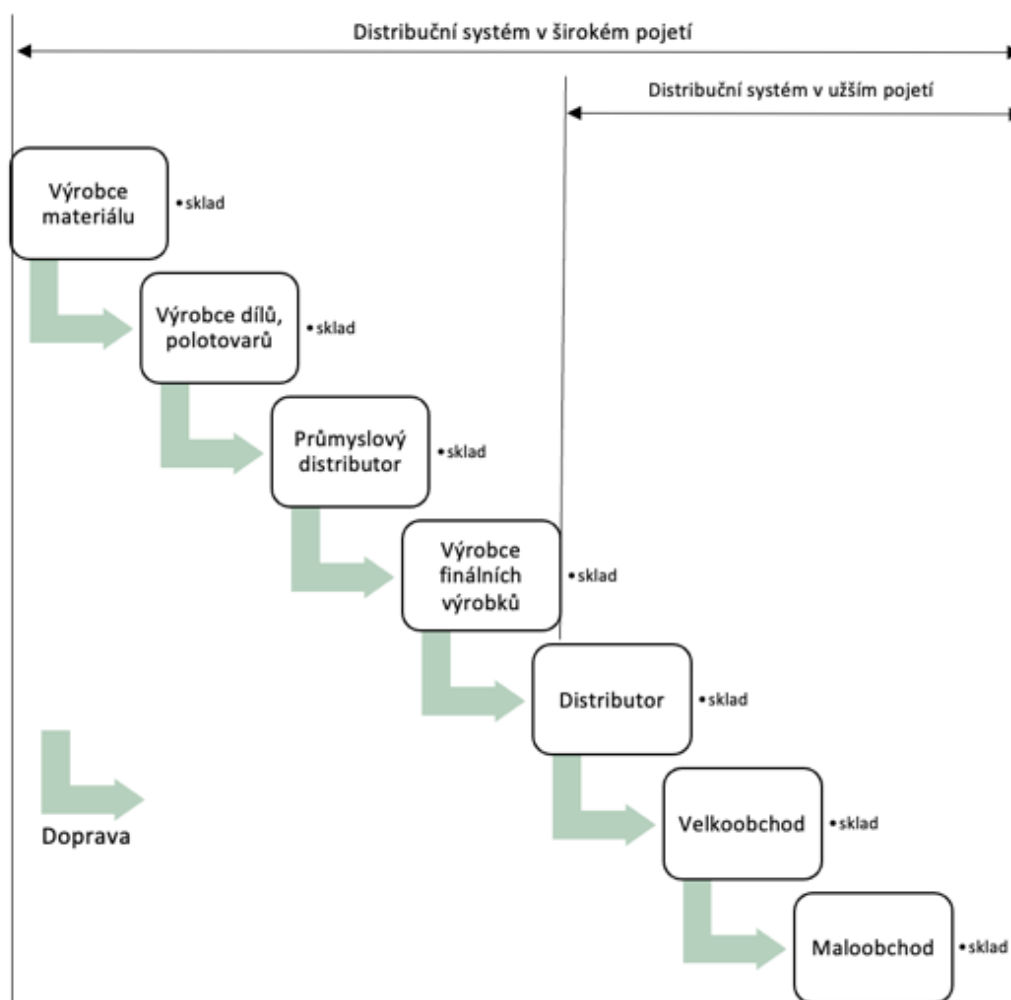 Distribuční systém v širokém pojetí
Distribuční systém v užším pojetí
Výrobce
materiálu
•sklad
Výrobce dílů,
polotovarů
•sklad
Průmyslový
distributor
•sklad
Výrobce
finálních
výrobků
•sklad
Distributor
•sklad
Doprava
Velkoobchod
•sklad
Maloobchod
•sklad